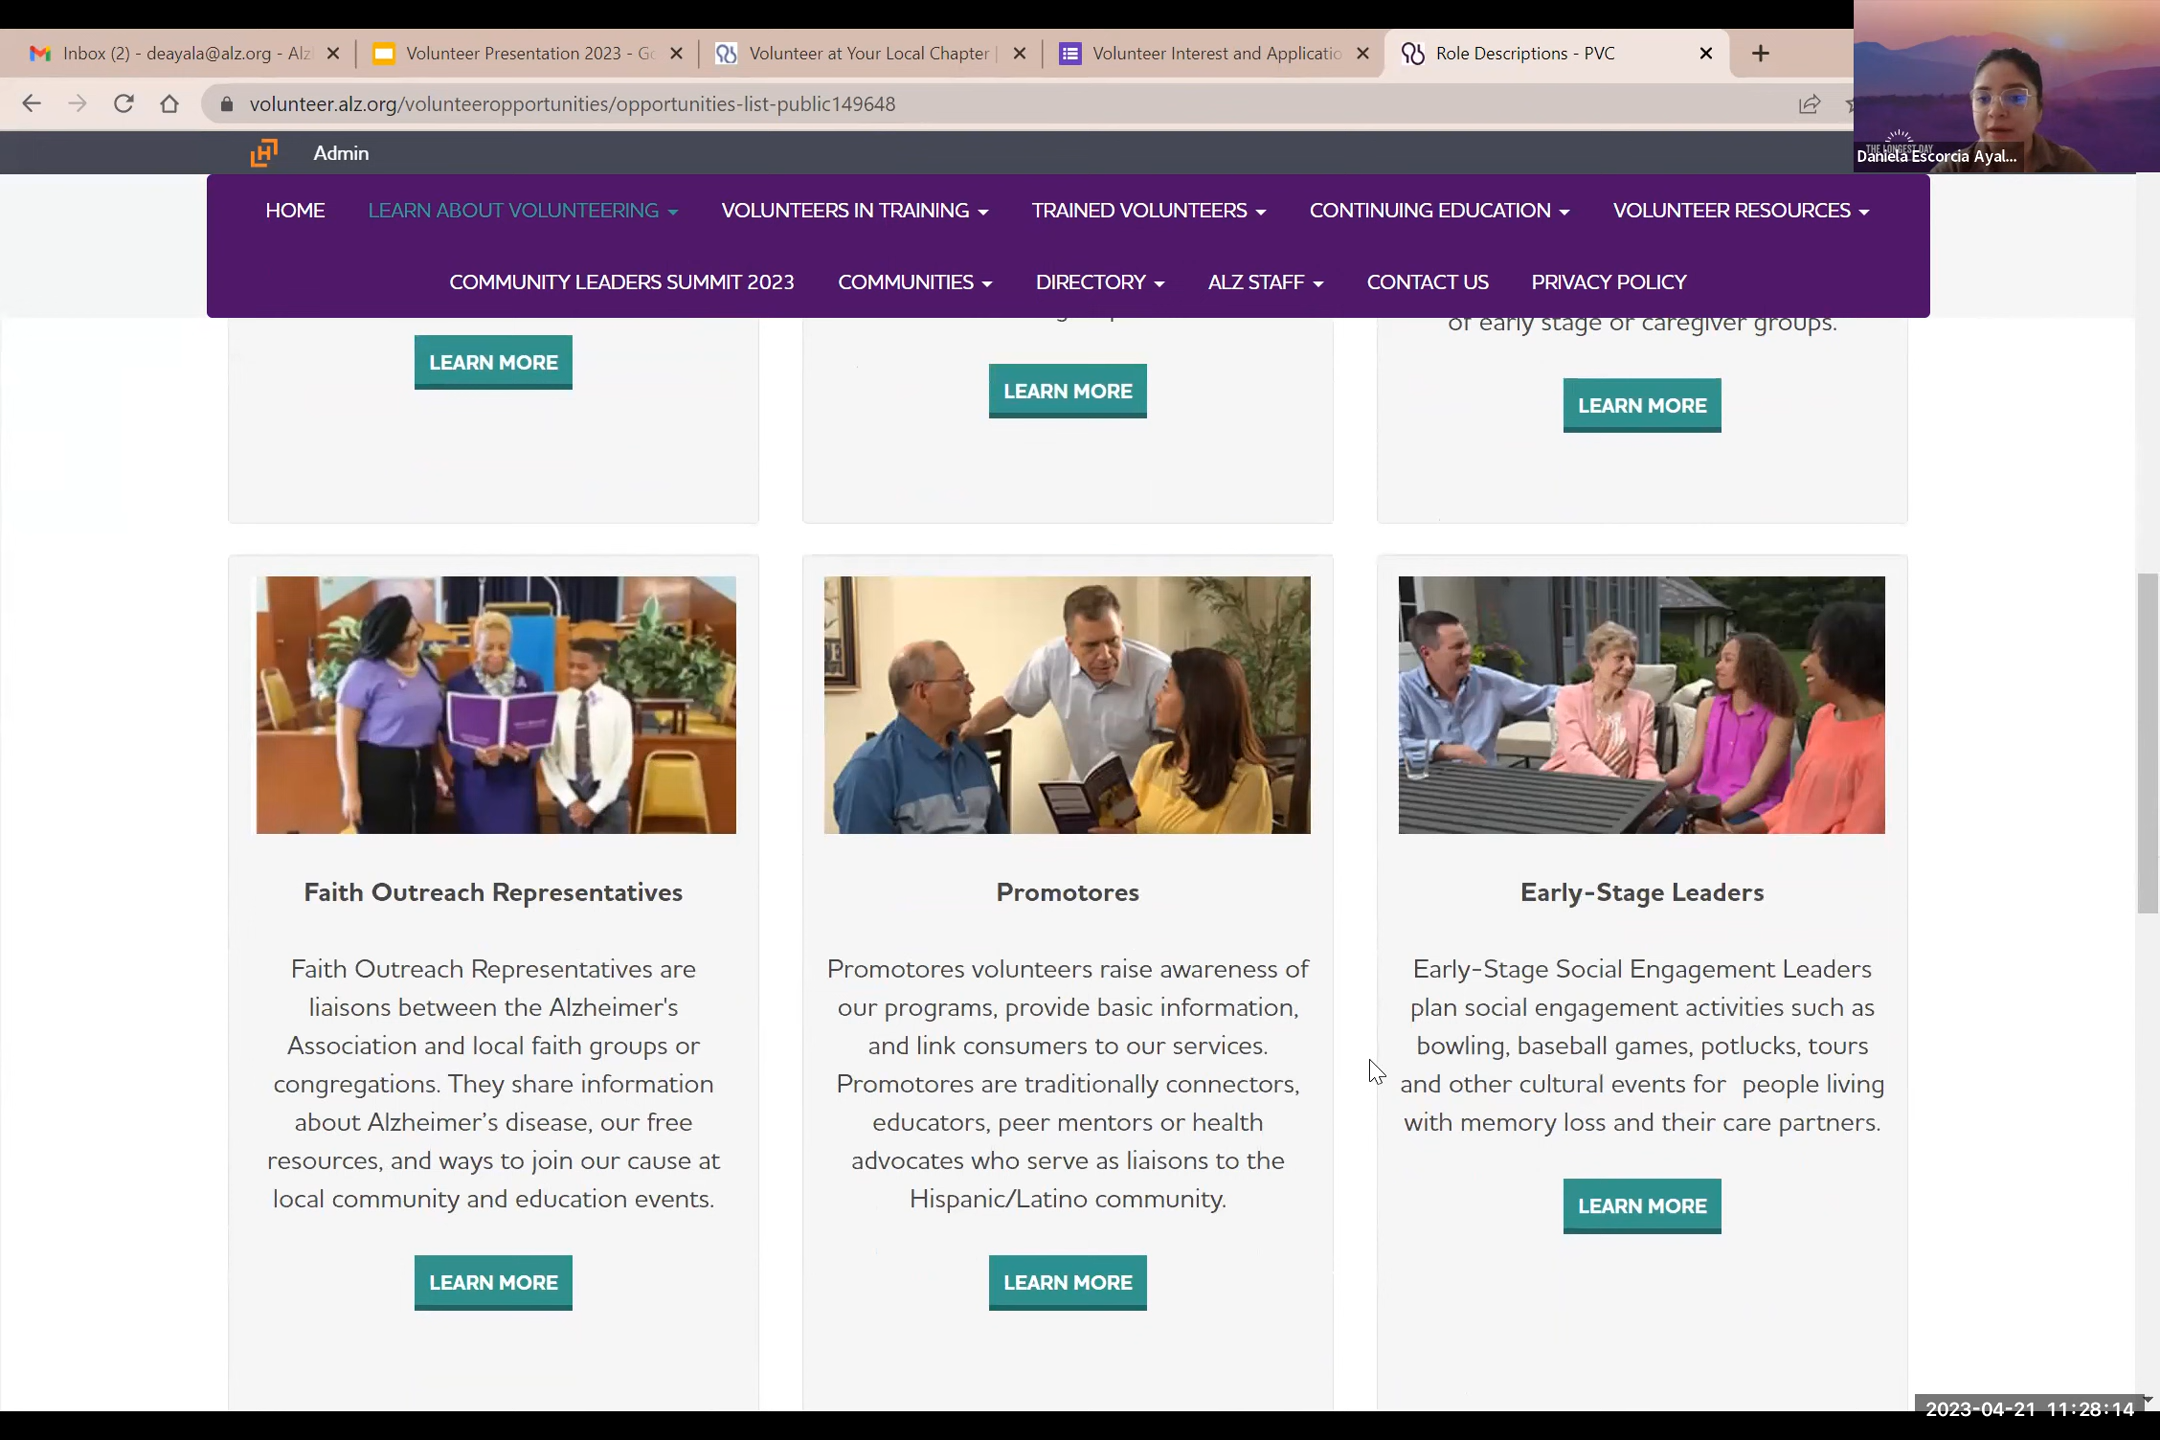 Inbox (2) - deayala@alz.org - Alz
Volunteer Presentation 2023 - Go
Volunteer at Your Local Chapter |
Volunteer Interest and Applicatio
Role Descriptions - PVC
volunteer.alz.org/volunteeropportunities/opportunities-list-public149648
THE LONGEST DAY
Daniela Escorcia Ayal...
Admin
HOME LEARN ABOUT VOLUNTEERING VOLUNTEERS IN TRAINING TRAINED VOLUNTEERS CONTINUING EDUCATION VOLUNTEER RESOURCES
COMMUNITY LEADERS SUMMIT 2023 COMMUNITIES DIRECTORY ALZ STAFF CONTACT US PRIVACY POLICY
of early stage or caregiver groups.
LEARN MORE
LEARN MORE
LEARN MORE
Faith Outreach Representatives
Faith Outreach Representatives are
liaisons between the Alzheimer's
Association and local faith groups or
congregations. They share information
about Alzheimer’s disease, our free
resources, and ways to join our cause at
local community and education events.
LEARN MORE
Promotores
Promotores volunteers raise awareness of
our programs, provide basic information,
and link consumers to our services.
Promotores are traditionally connectors,
educators, peer mentors or health
advocates who serve as liaisons to the
Hispanic/Latino community.
LEARN MORE
Early-Stage Leaders
Early-Stage Social Engagement Leaders
plan social engagement activities such as
bowling, baseball games, potlucks, tours
and other cultural events for people living
with memory loss and their care partners.
LEARN MORE
2023-04-21 11:28:14